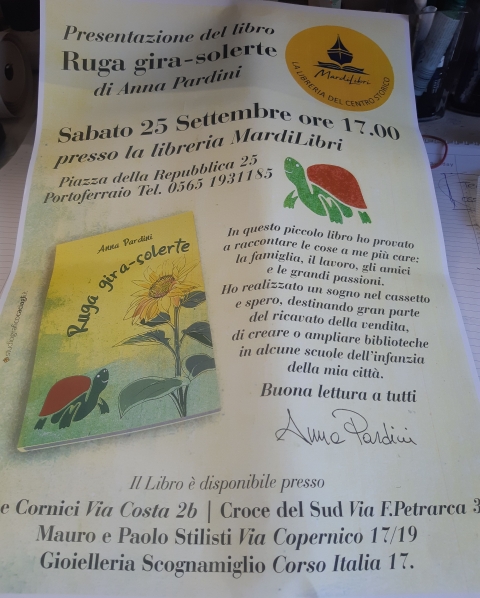 Presentazione del libro
Ruga gira-solerte
di Anna Pardini
MardiLibri
LA LIBRERIA DEL CENTRO STORICO
Sabato 25 Settembre ore 17.00
presso la libreria MardiLibri
Piazza della Repubblica 25
Portoferraio Tel. 0565 1931185
Anna Pardini
Ruga gira-solerte
In questo piccolo libro ho provato
a raccontare le cose a me più care:
la famiglia, il lavoro, gli amici
e le grandi passioni.
Ho realizzato un sogno nel cassetto
e spero, destinando gran parte
del ricavato della vendita,
di creare o ampliare biblioteche
in alcune scuole dell'infanzia
della mia città.
Buona lettura a tutti
Anna Pardini
Il Libro è disponibile presso
e Cornici Via Costa 2b | Croce del Sud Via F.Petrarca 3
Mauro e Paolo Stilisti Via Copernico 17/19
Gioielleria Scognamiglio Corso Italia 17.